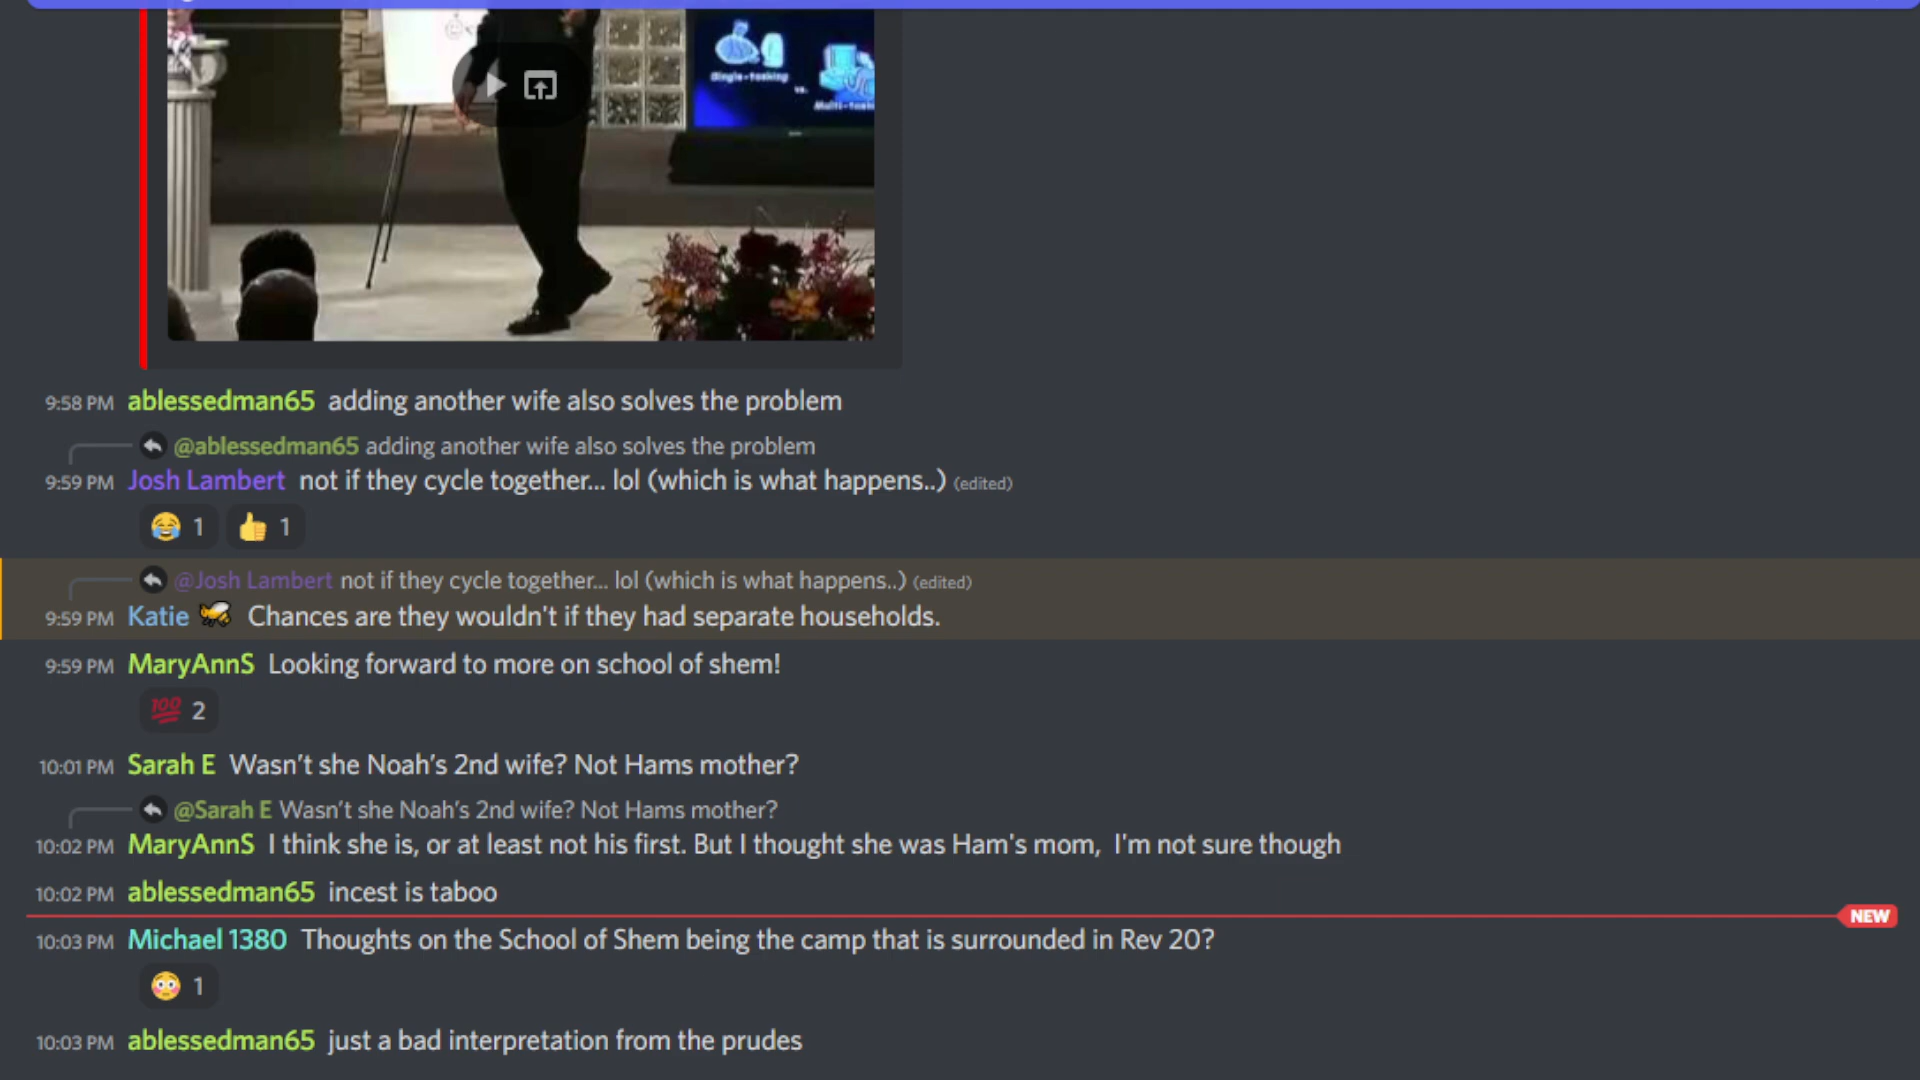 Single-tasking
vs.
9:58 PM ablessedman65 adding another wife also solves the problem
@ablessedman65 adding another wife also solves the problem
9:59 PM Josh Lambert not if they cycle together... lol (which is what happens..) (edited)
😂 1 👍 1
@Josh Lambert not if they cycle together... lol (which is what happens..) (edited)
9:59 PM Katie 🐝 Chances are they wouldn't if they had separate households.
9:59 PM MaryAnnS Looking forward to more on school of shem!
💯 2
10:01 PM Sarah E Wasn’t she Noah’s 2nd wife? Not Hams mother?
@Sarah E Wasn’t she Noah’s 2nd wife? Not Hams mother?
10:02 PM MaryAnnS I think she is, or at least not his first. But I thought she was Ham's mom, I'm not sure though
10:02 PM ablessedman65 incest is taboo
NEW
10:03 PM Michael 1380 Thoughts on the School of Shem being the camp that is surrounded in Rev 20?
😳 1
10:03 PM ablessedman65 just a bad interpretation from the prudes